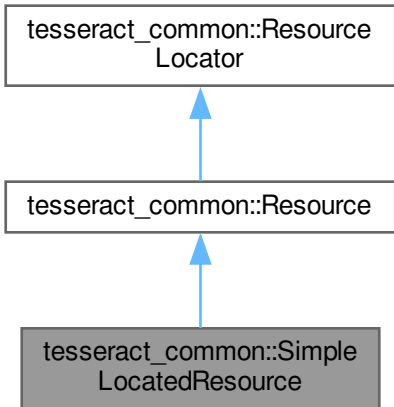 tesseract_common::Resource
Locator
tesseract_common::Resource
tesseract_common::Simple
LocatedResource